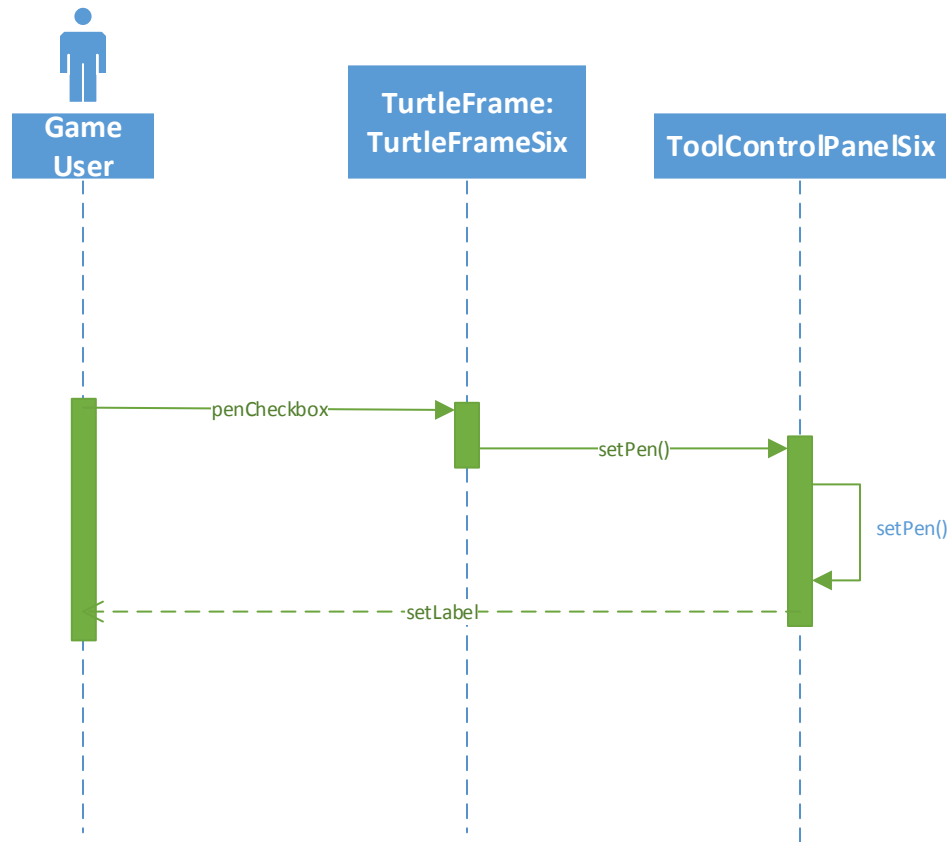 Game
User
TurtleFrame:
TurtleFrameSix
ToolControlPanelSix
penCheckbox
setPen()
setPen()
setLabel